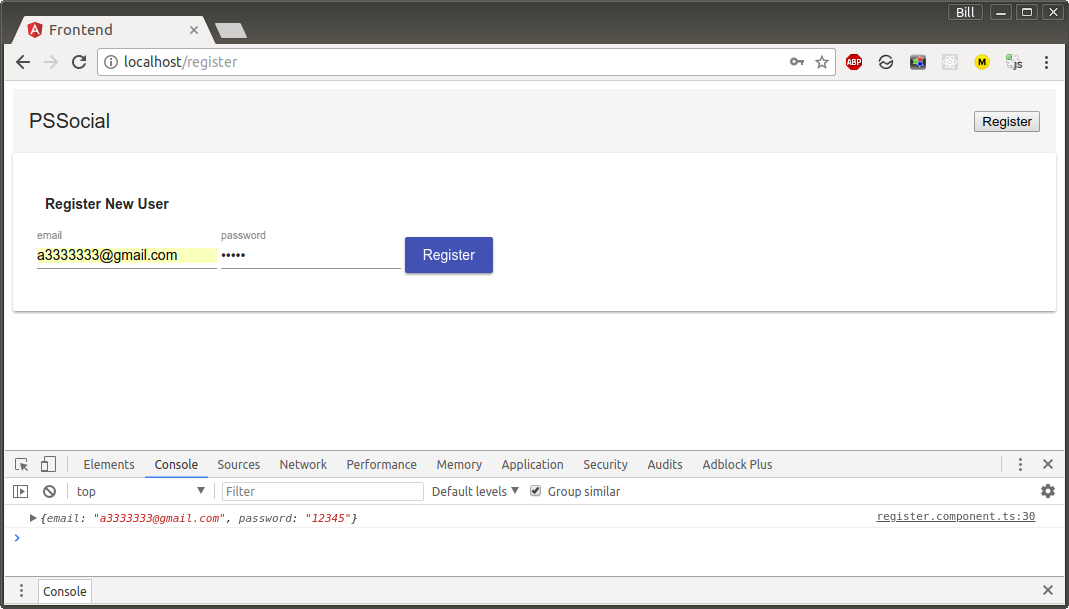 Bill
Frontend
localhost/register
ABP
M
JS
PSSocial
Register
Register New User
email
password
a3333333@gmail.com
•••••
Register
Elements Console Sources Network Performance Memory Application Security Audits Adblock Plus
top
Filter
Default levels
Group similar
{email: "a3333333@gmail.com", password: "12345"}
register.component.ts:30
Console